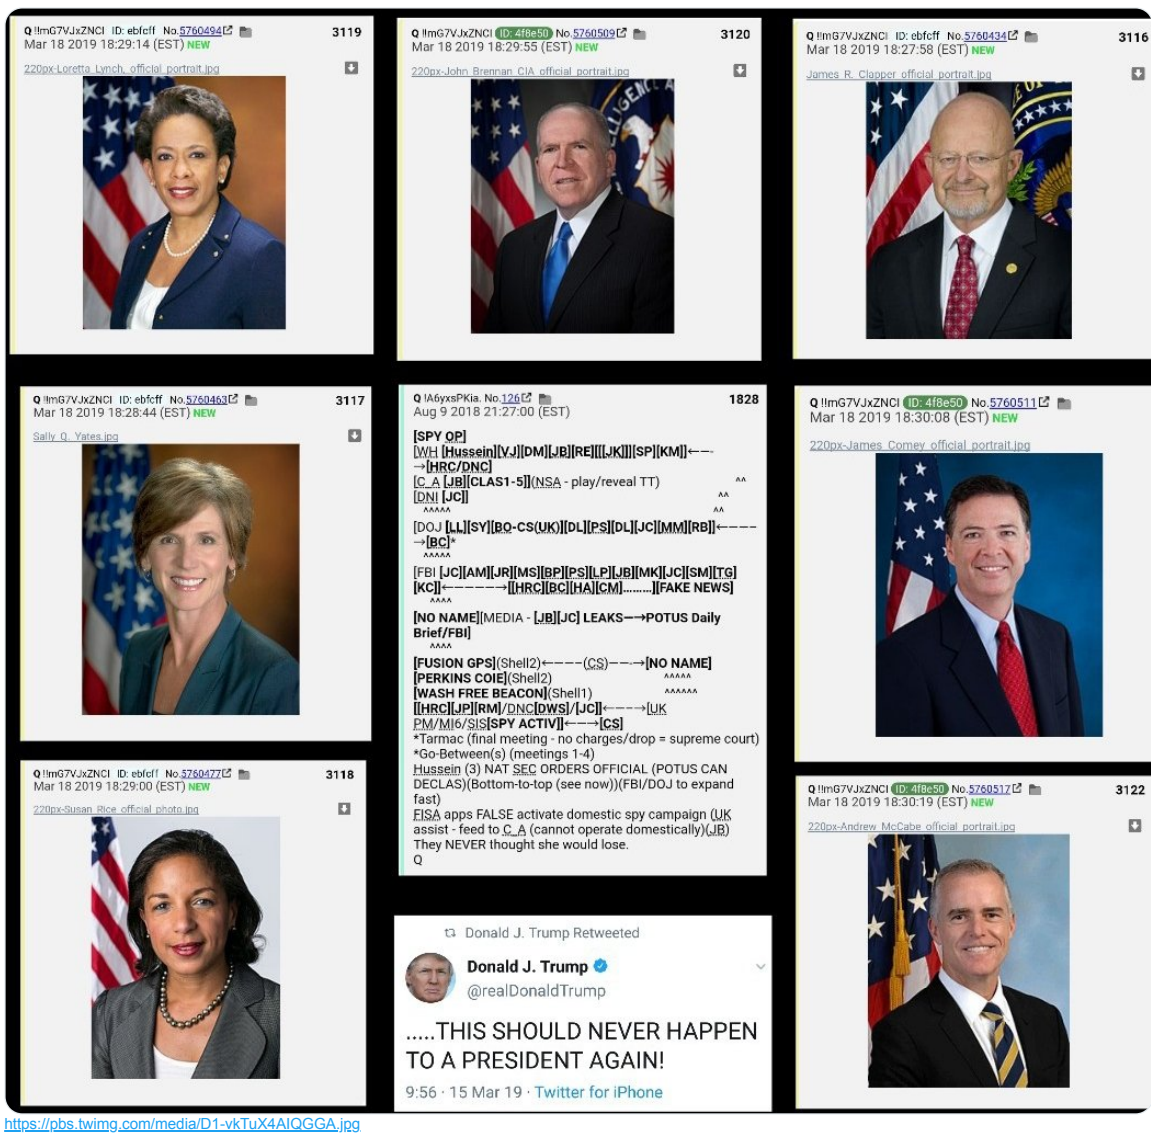 Q !!mG7VJxZNCI ID: ebfcff No.5760494 3119
Mar 18 2019 18:29:14 (EST) NEW
220px-Loretta_Lynch,_official_portrait.jpg
Q !!mG7VJxZNCI ID: 4f8e50 No.5760509 3120
Mar 18 2019 18:29:55 (EST) NEW
220px-John_Brennan_CIA_official_portrait.jpg
Q !!mG7VJxZNCI ID: ebfcff No.5760434 3116
Mar 18 2019 18:27:58 (EST) NEW
James_R._Clapper_official_portrait.jpg
Q !!mG7VJxZNCI ID: ebfcff No.5760463 3117
Mar 18 2019 18:28:44 (EST) NEW
Sally_Q._Yates.jpg
Q !A6yxsPKia. No.126 1828
Aug 9 2018 21:27:00 (EST)
[SPY OP]
[WH [Hussein][VJ][DM][JB][RE][[[JK]]][SP][KM]]←–-
→[HRC/DNC]
[C_A [JB][CLAS1-5]](NSA - play/reveal TT) ^^
[DNI [JC]] ^^
^^^^^ ^^
[DOJ [LL][SY][BO-CS(UK)][DL][PS][DL][JC][MM][RB]]←–––
→[BC]*
^^^^^
[FBI [JC][AM][JR][MS][BP][PS][LP][JB][MK][JC][SM][TG]
[KC]]←––––––→[[HRC][BC][HA][CM]………][FAKE NEWS]
^^^^
[NO NAME][MEDIA - [JB][JC] LEAKS–→POTUS Daily
Brief/FBI]
^^^^
[FUSION GPS](Shell2)←––––(CS)––-→[NO NAME]
[PERKINS COIE](Shell2) ^^^^^
[WASH FREE BEACON](Shell1) ^^^^^^
[[HRC][JP][RM]/DNC[DWS]/[JC]]←––→[UK
PM/MI6/SIS[SPY ACTIV]]←–→[CS]
*Tarmac (final meeting - no charges/drop = supreme court)
*Go-Between(s) (meetings 1-4)
Hussein (3) NAT SEC ORDERS OFFICIAL (POTUS CAN
DECLAS)(Bottom-to-top (see now))(FBI/DOJ to expand
fast)
FISA apps FALSE activate domestic spy campaign (UK
assist - feed to C_A (cannot operate domestically)(JB)
They NEVER thought she would lose.
Q
Q !!mG7VJxZNCI ID: 4f8e50 No.5760511
Mar 18 2019 18:30:08 (EST) NEW
220px-James_Comey_official_portrait.jpg
Q !!mG7VJxZNCI ID: ebfcff No.5760477 3118
Mar 18 2019 18:29:00 (EST) NEW
220px-Susan_Rice_official_photo.jpg
Donald J. Trump Retweeted
Donald J. Trump
@realDonaldTrump
.....THIS SHOULD NEVER HAPPEN
TO A PRESIDENT AGAIN!
9:56 · 15 Mar 19 · Twitter for iPhone
Q !!mG7VJxZNCI ID: 4f8e50 No.5760517 3122
Mar 18 2019 18:30:19 (EST) NEW
220px-Andrew_McCabe_official_portrait.jpg
https://pbs.twimg.com/media/D1-vkTuX4AIQGGA.jpg